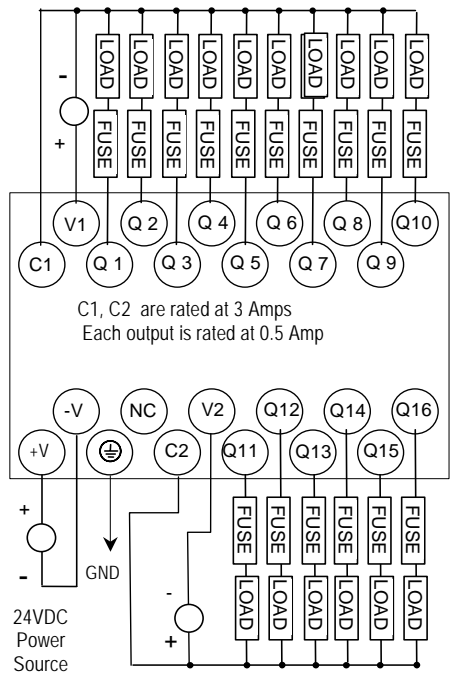 LOAD LOAD LOAD LOAD LOAD LOAD LOAD LOAD LOAD
-
+
FUSE FUSE FUSE FUSE FUSE FUSE FUSE FUSE FUSE
V1 Q 2 Q 4 Q 6 Q 8 Q10
C1 Q 1 Q 3 Q 5 Q 7 Q 9
C1, C2 are rated at 3 Amps
Each output is rated at 0.5 Amp
-V NC V2 Q12 Q14 Q16
+V C2 Q11 Q13 Q15
+
-
GND
FUSE FUSE FUSE FUSE FUSE FUSE
-
+
LOAD LOAD LOAD LOAD LOAD LOAD
24VDC
Power
Source